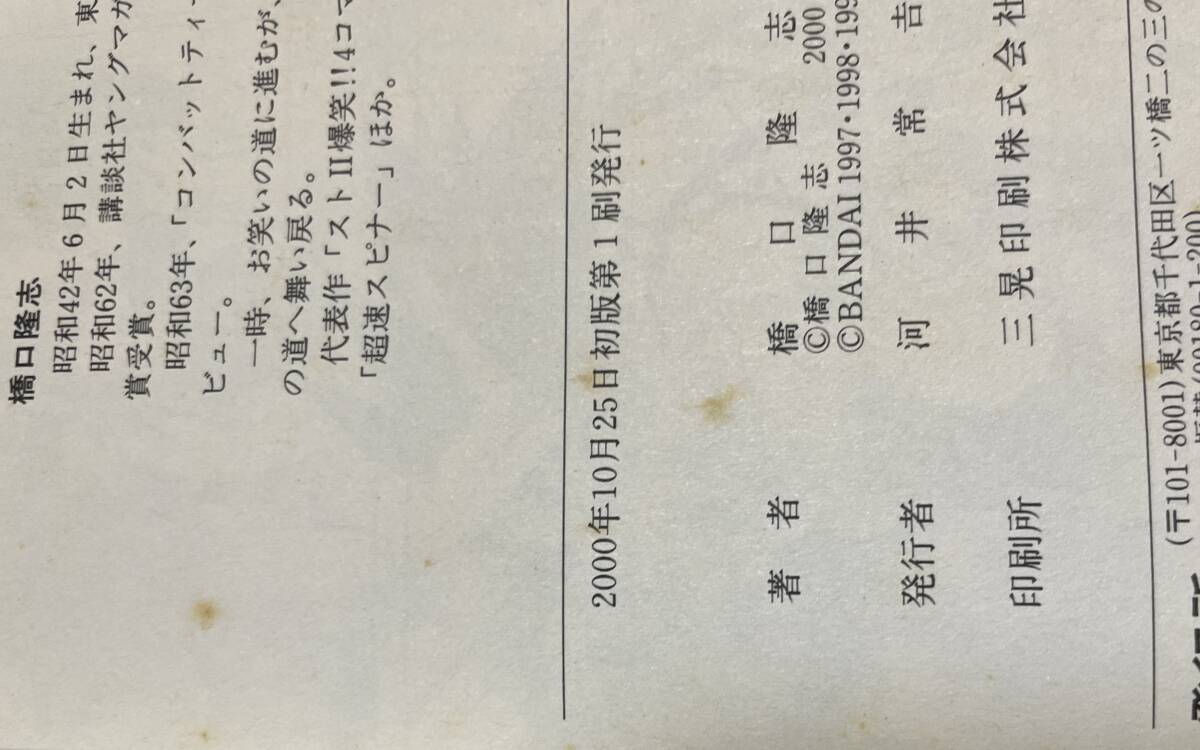 橋口隆志
昭和42年6月2日生まれ、東
昭和62年、講談社ヤングマガ
賞受賞。
昭和63年、「コンバットティー
ビュー。
一時、お笑いの道に進むが、
の道へ舞い戻る。
代表作「ストⅡ爆笑!!4コマ
「超速スピナー」ほか。
2000年10月25日初版第1刷発行
著者 橋口隆志
©橋口隆志 2000
©BANDAI 1997・1998・199
発行者 河井常吉
印刷所 三晃印刷株式会社
(〒101-8001)東京都千代田区一ツ橋二の三の
振替(00180-1-200)